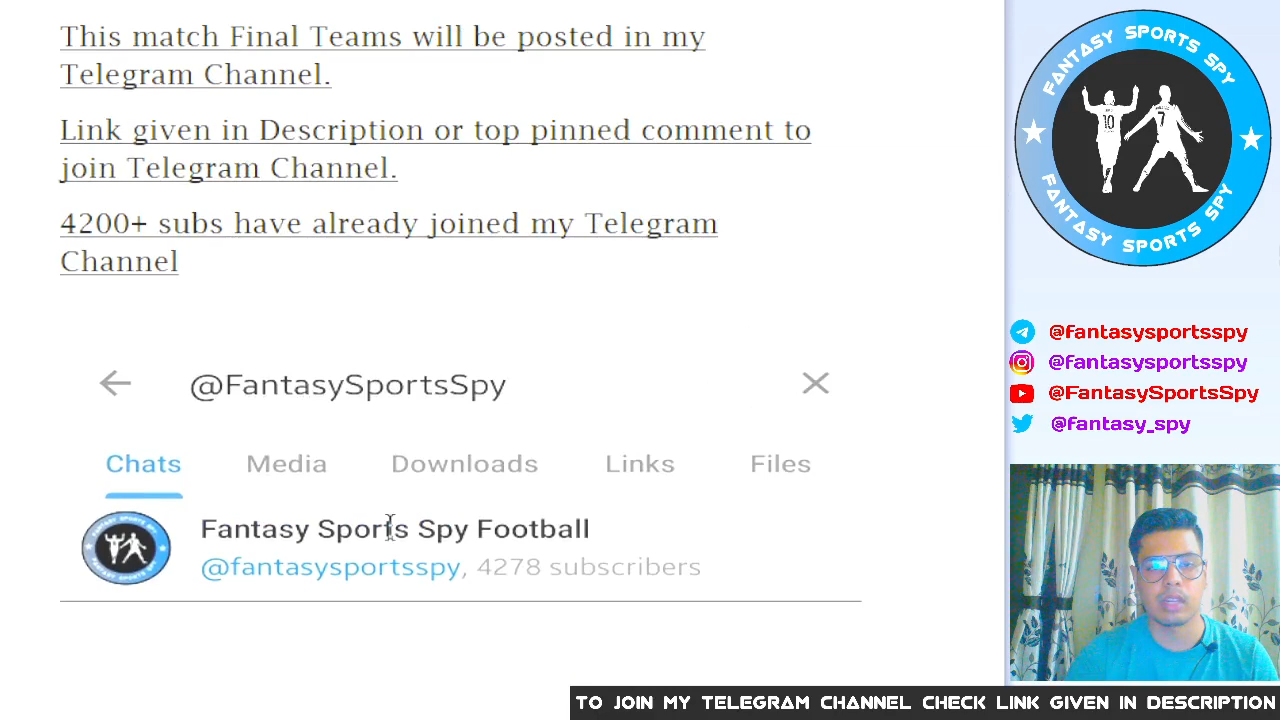 This match Final Teams will be posted in my
Telegram Channel.
Link given in Description or top pinned comment to
join Telegram Channel.
4200+ subs have already joined my Telegram
Channel
@FantasySportsSpy
Chats Media Downloads Links Files
Fantasy Sports Spy Football
@fantasysportsspy, 4278 subscribers
FANTASY SPORTS SPY
10 7
FANTASY SPORTS SPY
@fantasysportsspy
@fantasysportsspy
@FantasySportsSpy
@fantasy_spy
TO JOIN MY TELEGRAM CHANNEL CHECK LINK GIVEN IN DESCRIPTION